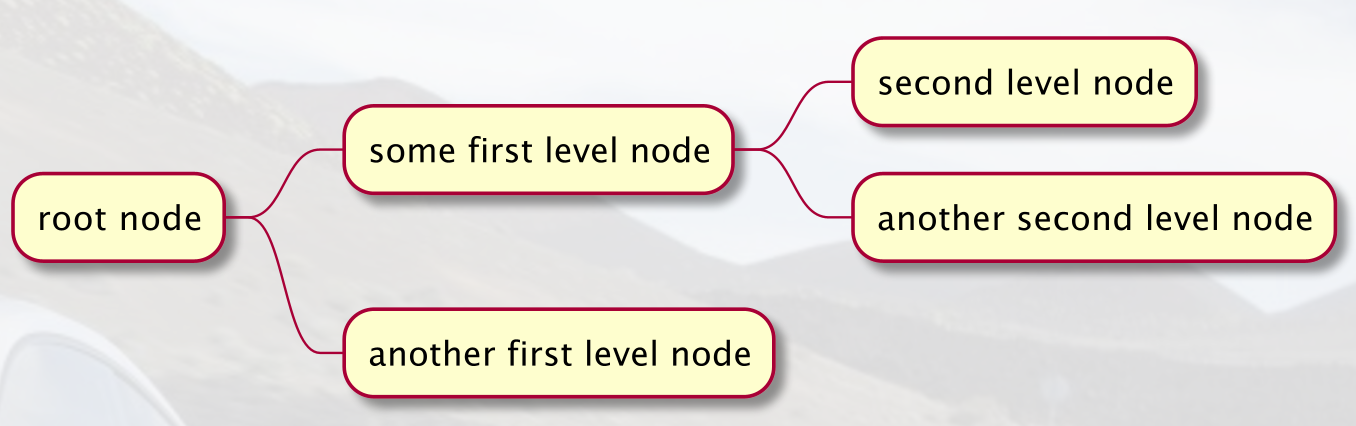 root node
some first level node
second level node
another second level node
another first level node